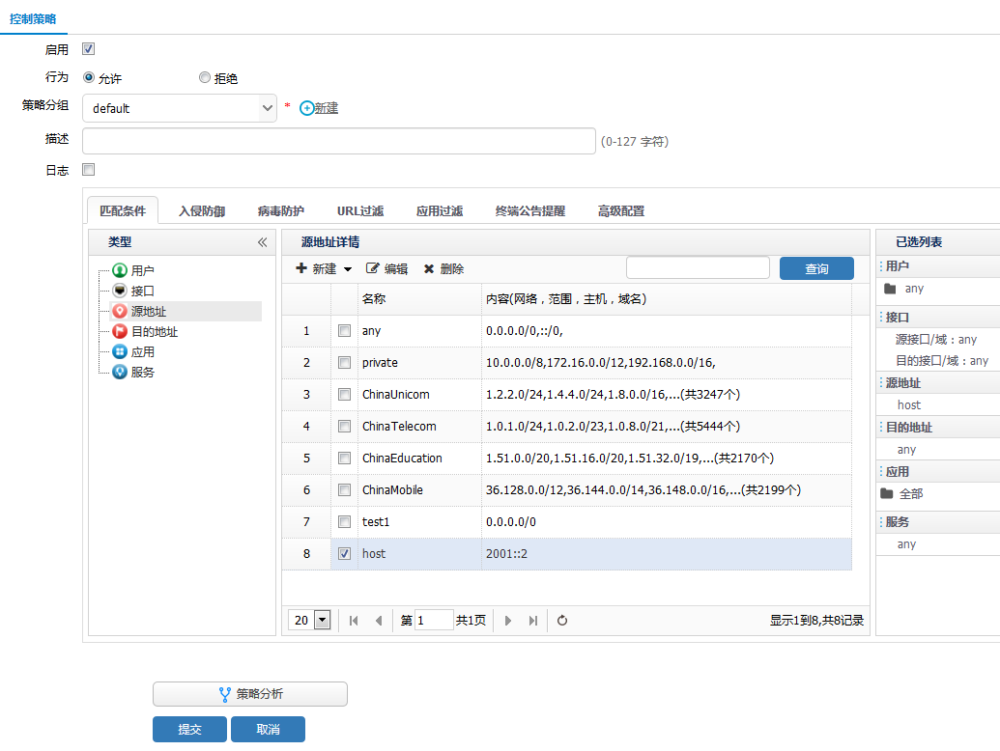 控制策略
启用
行为 允许 拒绝
策略分组 default * 新建
描述 (0-127 字符)
日志
匹配条件 入侵防御 病毒防护 URL过滤 应用过滤 终端公告提醒 高级配置
类型 源地址详情 已选列表
用户
接口
源地址
目的地址
应用
服务
新建 编辑 删除 查询
名称 内容(网络，范围，主机，域名)
1 any 0.0.0.0/0,::/0,
2 private 10.0.0.0/8,172.16.0.0/12,192.168.0.0/16,
3 ChinaUnicom 1.2.2.0/24,1.4.4.0/24,1.8.0.0/16,...(共3247个)
4 ChinaTelecom 1.0.1.0/24,1.0.2.0/23,1.0.8.0/21,...(共5444个)
5 ChinaEducation 1.51.0.0/20,1.51.16.0/20,1.51.32.0/19,...(共2170个)
6 ChinaMobile 36.128.0.0/12,36.144.0.0/14,36.148.0.0/16,...(共2199个)
7 test1 0.0.0.0/0
8 host 2001::2
20 第 1 共1页 显示1到8,共8记录
用户
any
接口
源接口/域：any
目的接口/域：any
源地址
host
目的地址
any
应用
全部
服务
any
策略分析
提交 取消